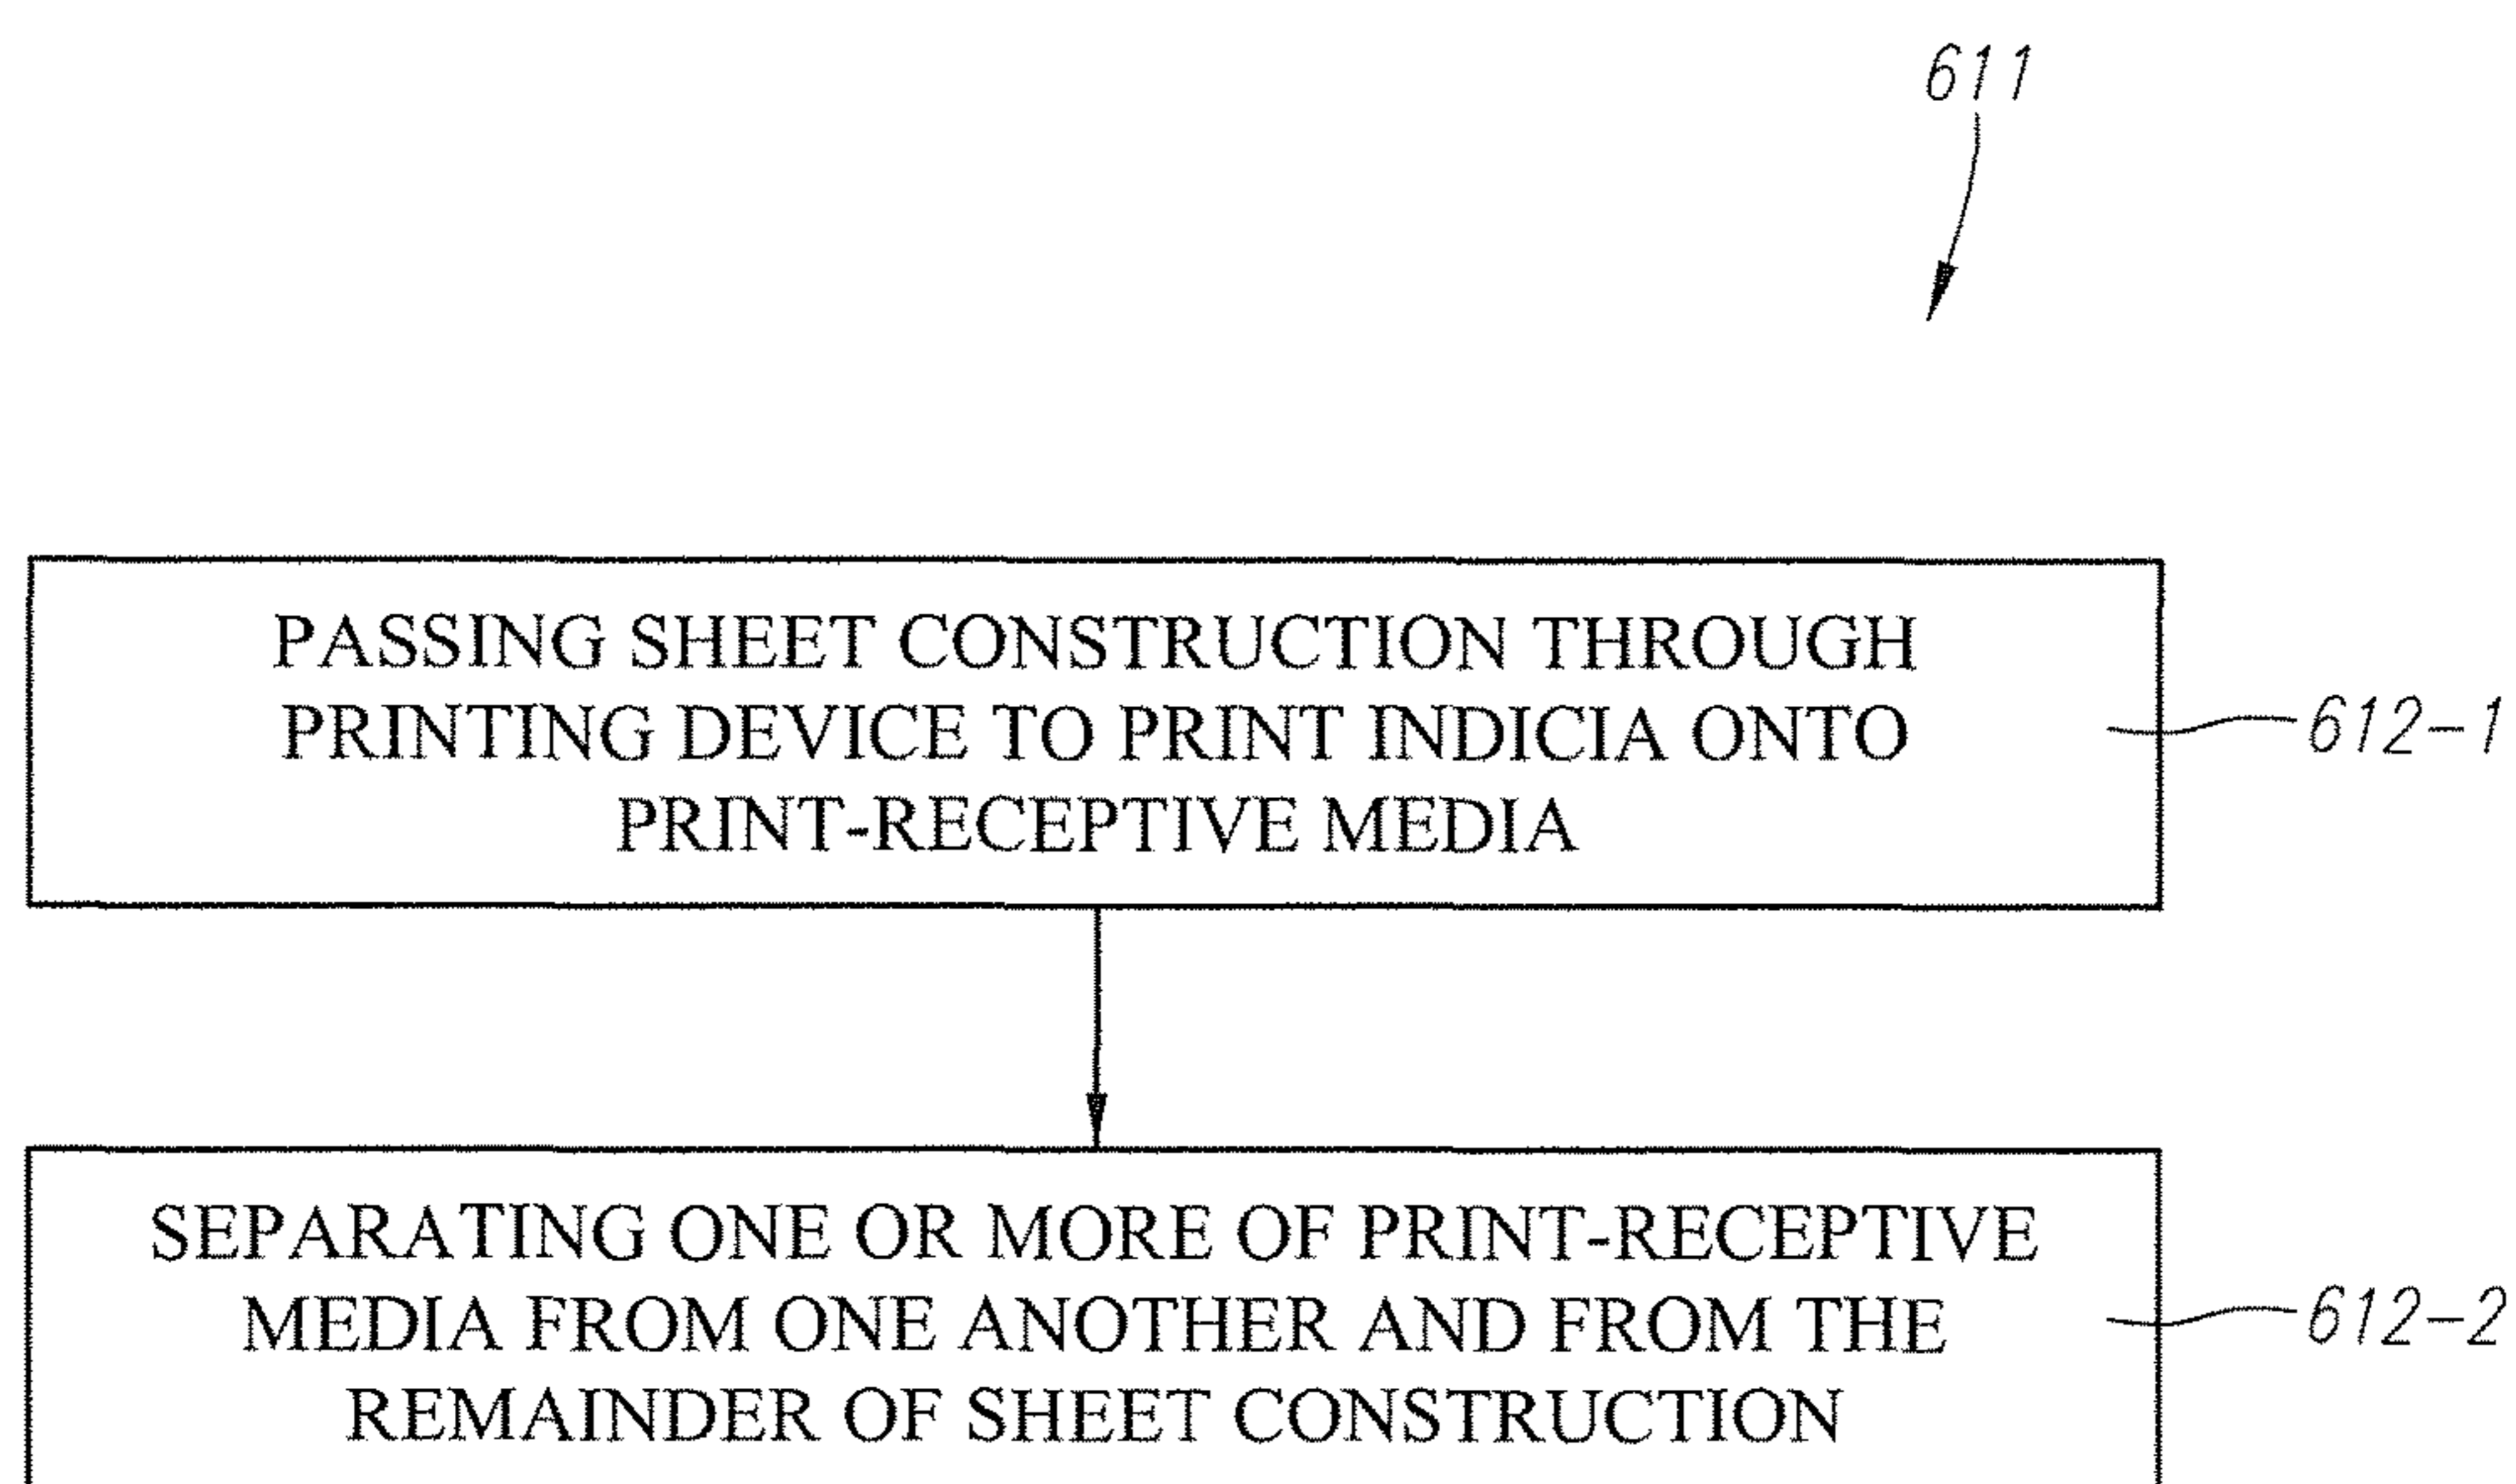 611
PASSING SHEET CONSTRUCTION THROUGH
PRINTING DEVICE TO PRINT INDICIA ONTO
PRINT-RECEPTIVE MEDIA
612-1
SEPARATING ONE OR MORE OF PRINT-RECEPTIVE
MEDIA FROM ONE ANOTHER AND FROM THE
REMAINDER OF SHEET CONSTRUCTION
612-2